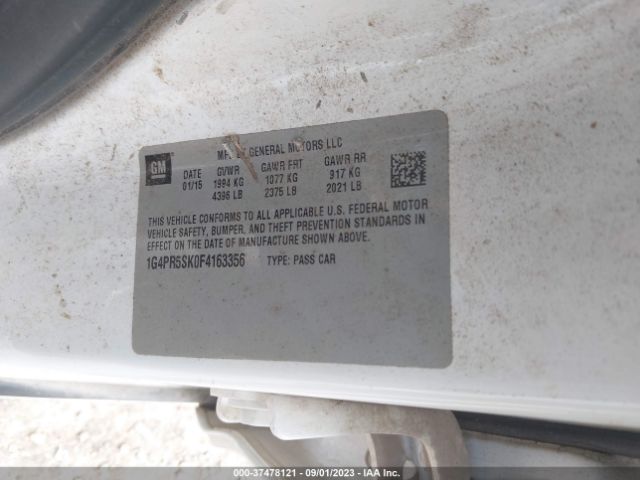 MFD BY GENERAL MOTORS LLC
GM
DATE GVWR GAWR FRT GAWR RR
01/15 1994 KG 1077 KG 917 KG
4396 LB 2375 LB 2021 LB
THIS VEHICLE CONFORMS TO ALL APPLICABLE U.S. FEDERAL MOTOR
VEHICLE SAFETY, BUMPER, AND THEFT PREVENTION STANDARDS IN
EFFECT ON THE DATE OF MANUFACTURE SHOWN ABOVE.
1G4PR5SK0F4163356 TYPE: PASS CAR
000-37478121 - 09/01/2023 - IAA Inc.